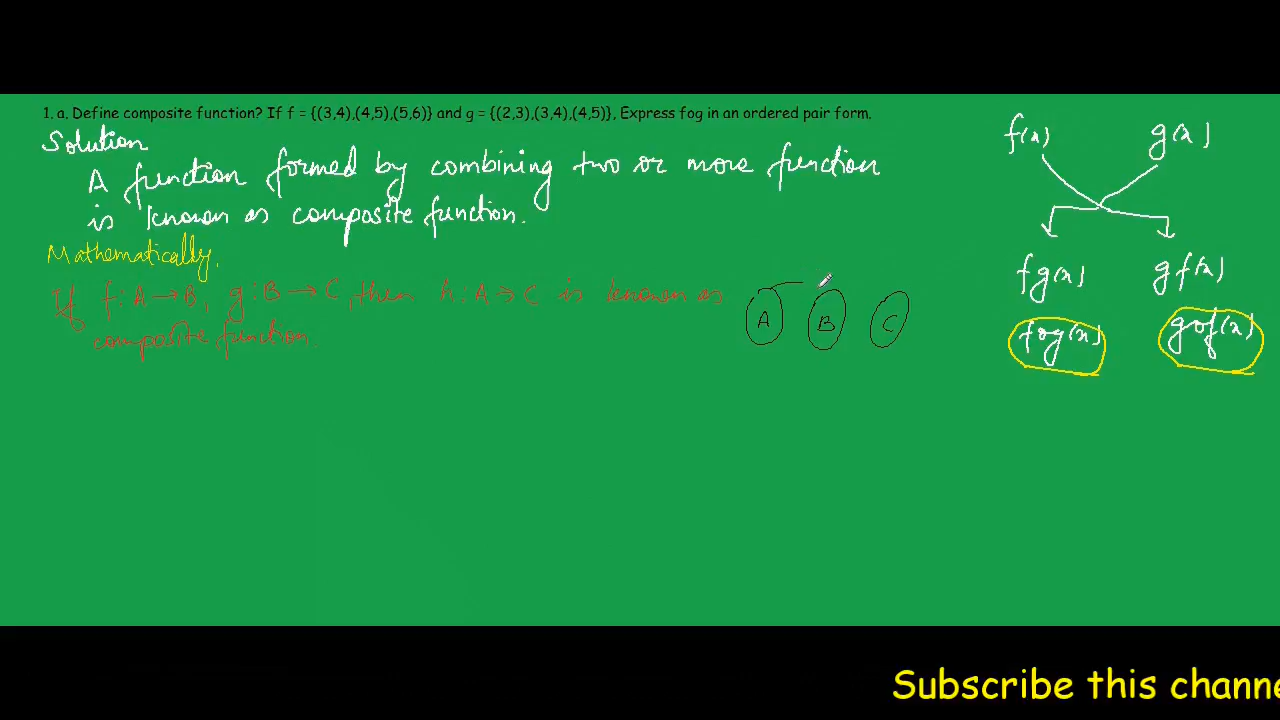 1. a. Define composite function? If f = {(3,4),(4,5),(5,6)} and g = {(2,3),(3,4),(4,5)}, Express fog in an ordered pair form.
Solution
A function formed by combining two or more function
is known as composite function.
Mathematically,
If f:A→B, g:B→C, then h:A→C is known as
composite function.
A B C
f(x) g(x)
fg(x) gf(x)
fog(x) gof(x)
Subscribe this channe